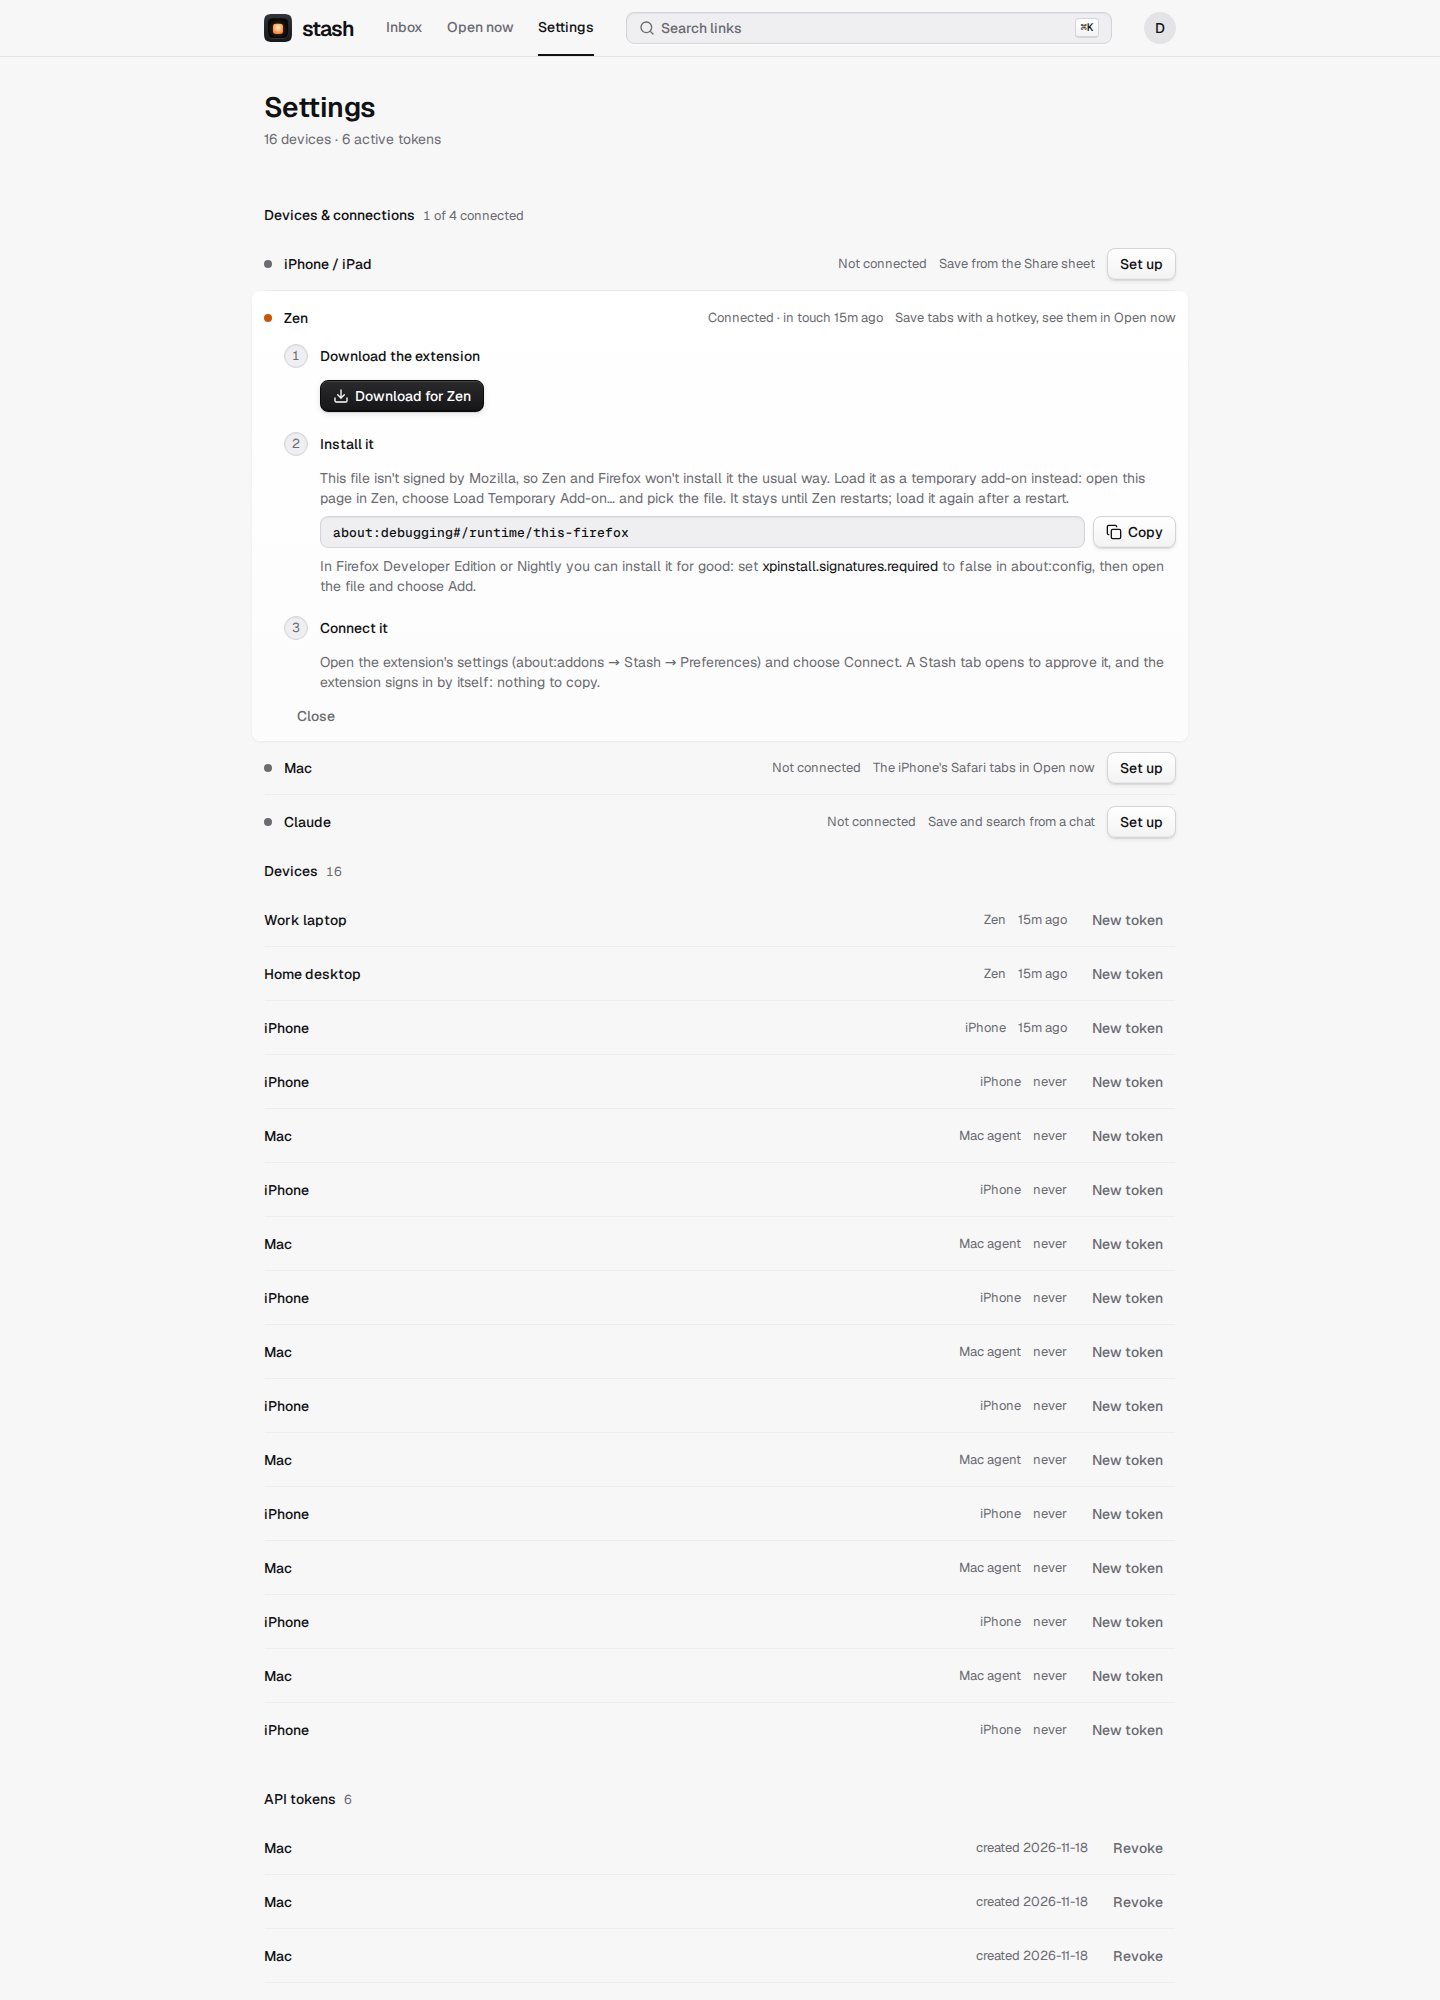 stash Inbox Open now Settings Search links ⌘K D
Settings
16 devices · 6 active tokens
Devices & connections 1 of 4 connected
iPhone / iPad Not connected Save from the Share sheet Set up
Zen Connected · in touch 15m ago Save tabs with a hotkey, see them in Open now
1 Download the extension
Download for Zen
2 Install it
This file isn't signed by Mozilla, so Zen and Firefox won't install it the usual way. Load it as a temporary add-on instead: open this
page in Zen, choose Load Temporary Add-on… and pick the file. It stays until Zen restarts; load it again after a restart.
about:debugging#/runtime/this-firefox Copy
In Firefox Developer Edition or Nightly you can install it for good: set xpinstall.signatures.required to false in about:config, then open
the file and choose Add.
3 Connect it
Open the extension's settings (about:addons → Stash → Preferences) and choose Connect. A Stash tab opens to approve it, and the
extension signs in by itself: nothing to copy.
Close
Mac Not connected The iPhone's Safari tabs in Open now Set up
Claude Not connected Save and search from a chat Set up
Devices 16
Work laptop Zen 15m ago New token
Home desktop Zen 15m ago New token
iPhone iPhone 15m ago New token
iPhone iPhone never New token
Mac Mac agent never New token
iPhone iPhone never New token
Mac Mac agent never New token
iPhone iPhone never New token
Mac Mac agent never New token
iPhone iPhone never New token
Mac Mac agent never New token
iPhone iPhone never New token
Mac Mac agent never New token
iPhone iPhone never New token
Mac Mac agent never New token
iPhone iPhone never New token
API tokens 6
Mac created 2026-11-18 Revoke
Mac created 2026-11-18 Revoke
Mac created 2026-11-18 Revoke